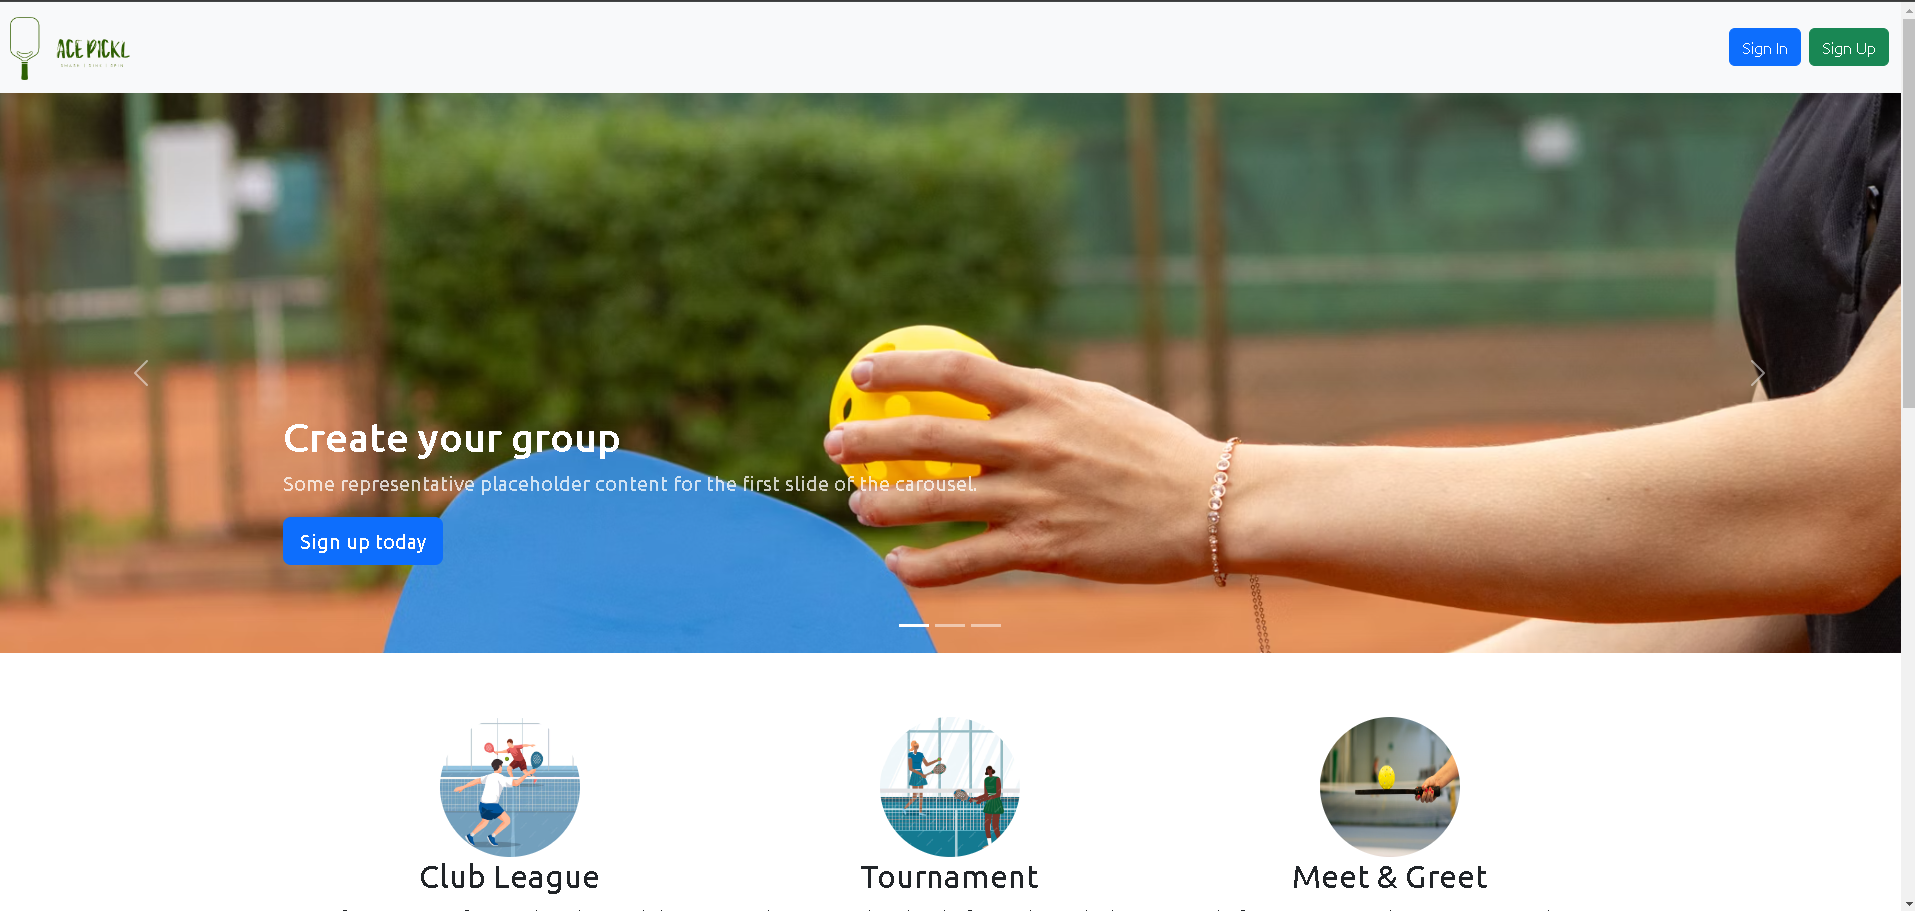 ACE PICKL
Sign In
Sign Up
Create your group
Some representative placeholder content for the first slide of the carousel.
Sign up today
Club League
Tournament
Meet & Greet